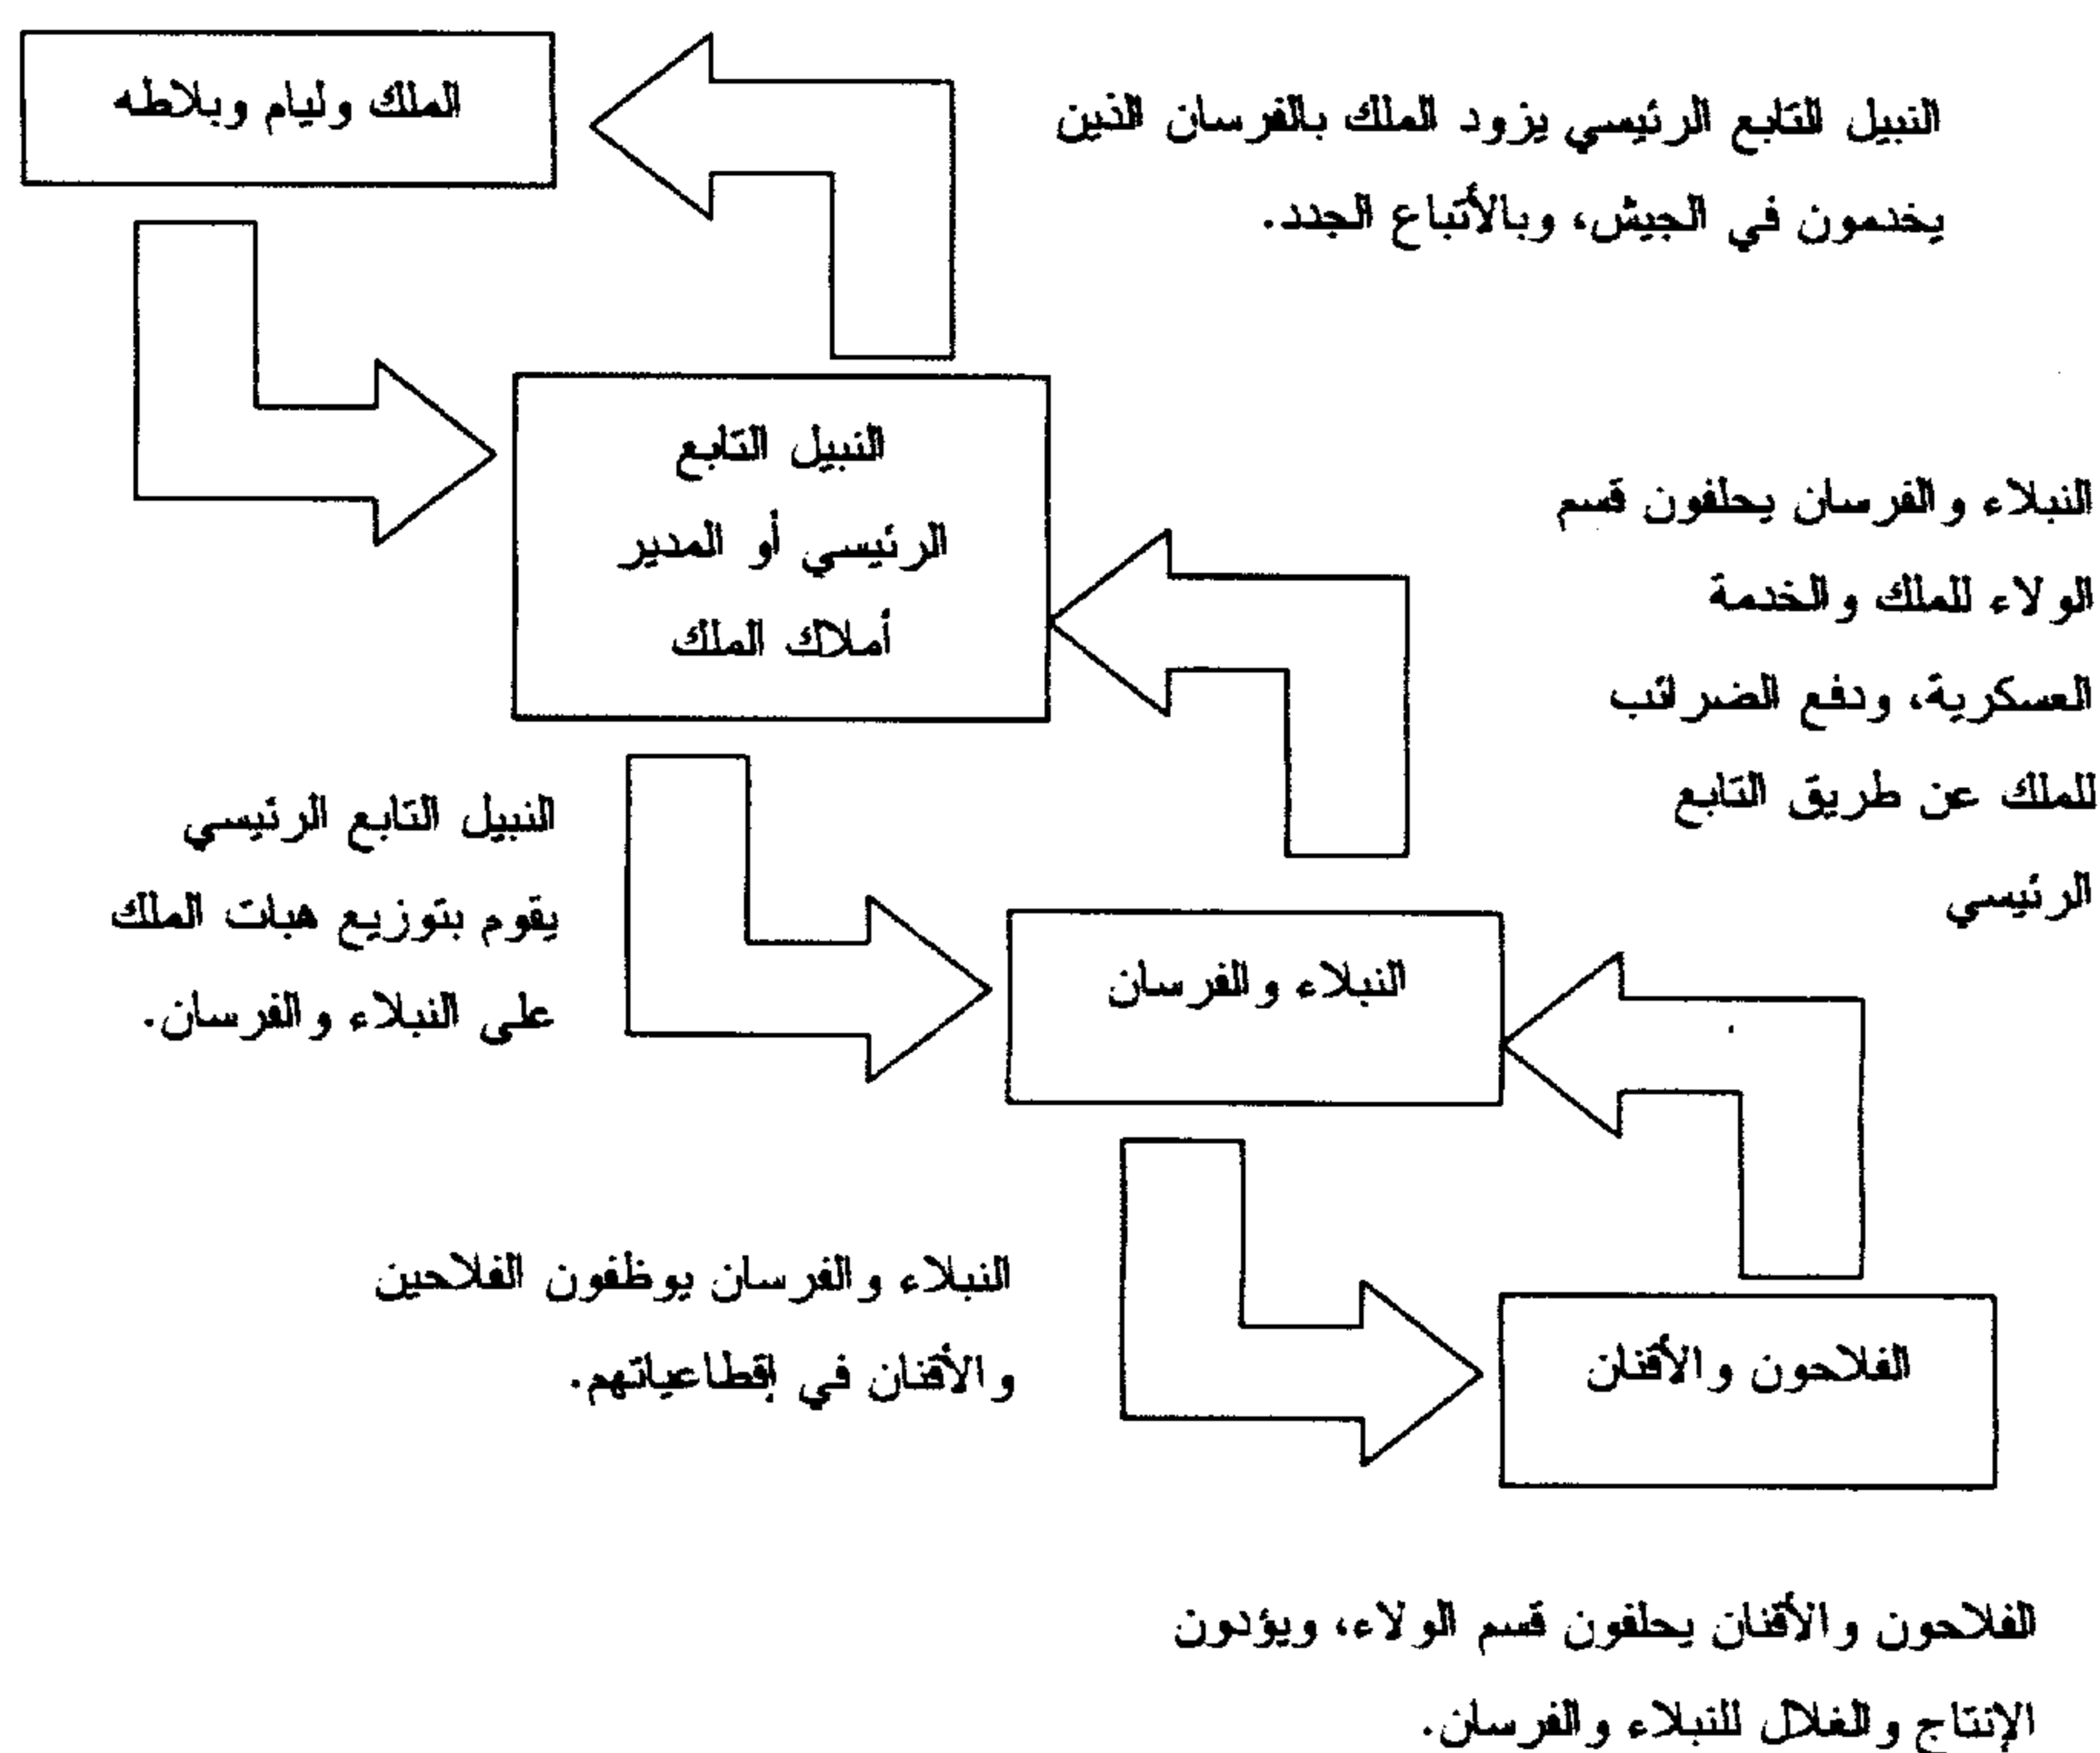 الملك وليام وبلاطه
النبيل التابع الرئيسي يزود الملك بالفرسان الذين
يخدمون في الجيش، وبالأتباع الجدد.
النبيل التابع
الرئيسي أو المدير
أملاك الملك
النبلاء والفرسان يحلفون قسم
الولاء للملك والخدمة
العسكرية، ودفع الضرائب
للملك عن طريق التابع
الرئيسي
النبيل التابع الرئيسي
يقوم بتوزيع هبات الملك
على النبلاء والفرسان.
النبلاء والفرسان
النبلاء والفرسان يوظفون الفلاحين
والأقنان في إقطاعياتهم.
الفلاحون والأقنان
الفلاحون والأقنان يحلفون قسم الولاء، ويؤدون
الإنتاج والغلال للنبلاء والفرسان.